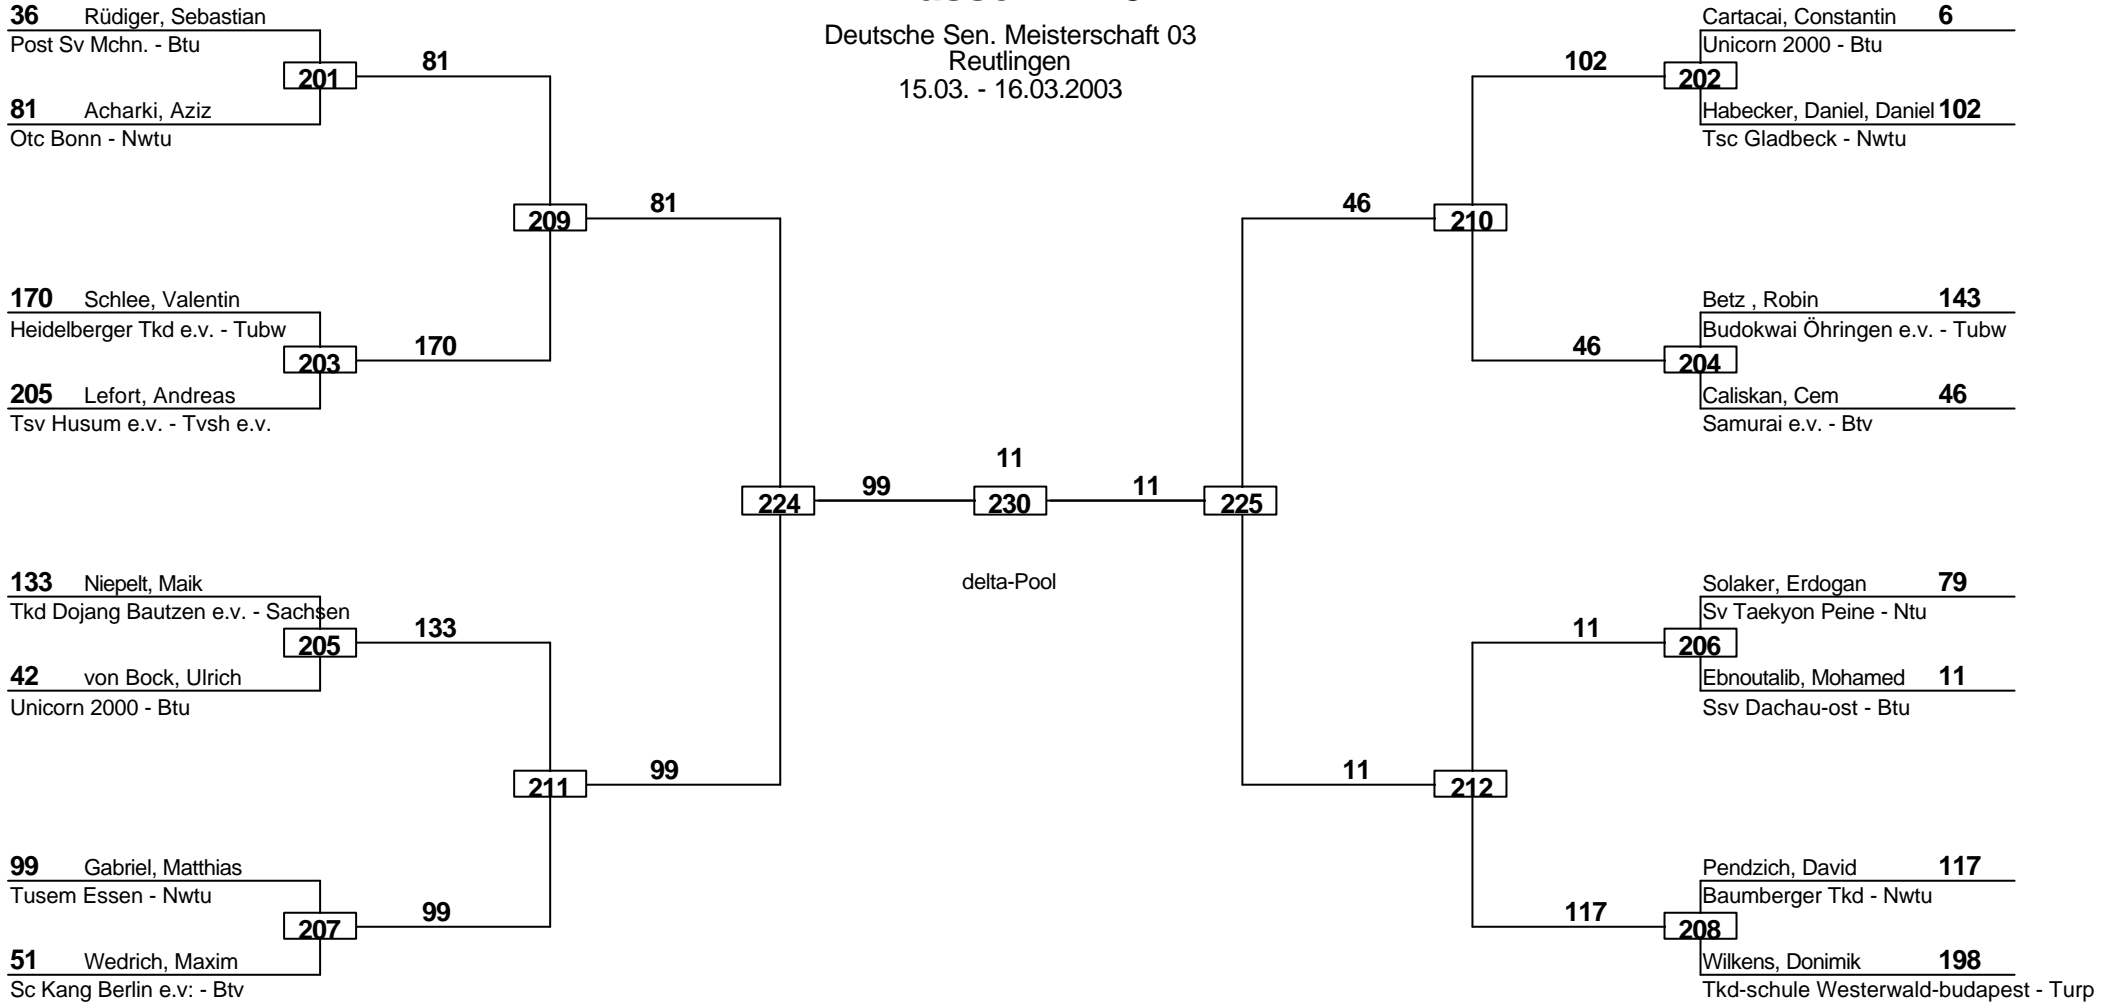 Deutsche Sen. Meisterschaft 03
Reutlingen
15.03. - 16.03.2003
36 Rüdiger, Sebastian
Post Sv Mchn. - Btu
201
81
81 Acharki, Aziz
Otc Bonn - Nwtu
209
81
170 Schlee, Valentin
Heidelberger Tkd e.v. - Tubw
203
170
205 Lefort, Andreas
Tsv Husum e.v. - Tvsh e.v.
224
99
133 Niepelt, Maik
Tkd Dojang Bautzen e.v. - Sachsen
205
133
42 von Bock, Ulrich
Unicorn 2000 - Btu
211
99
99 Gabriel, Matthias
Tusem Essen - Nwtu
207
99
51 Wedrich, Maxim
Sc Kang Berlin e.v: - Btv
11
230
delta-Pool
Cartacai, Constantin 6
Unicorn 2000 - Btu
102
202
Habecker, Daniel, Daniel 102
Tsc Gladbeck - Nwtu
46
210
Betz , Robin 143
Budokwai Öhringen e.v. - Tubw
46
204
Caliskan, Cem 46
Samurai e.v. - Btv
11
225
Solaker, Erdogan 79
Sv Taekyon Peine - Ntu
11
206
Ebnoutalib, Mohamed 11
Ssv Dachau-ost - Btu
11
212
Pendzich, David 117
Baumberger Tkd - Nwtu
117
208
Wilkens, Donimik 198
Tkd-schule Westerwald-budapest - Turp